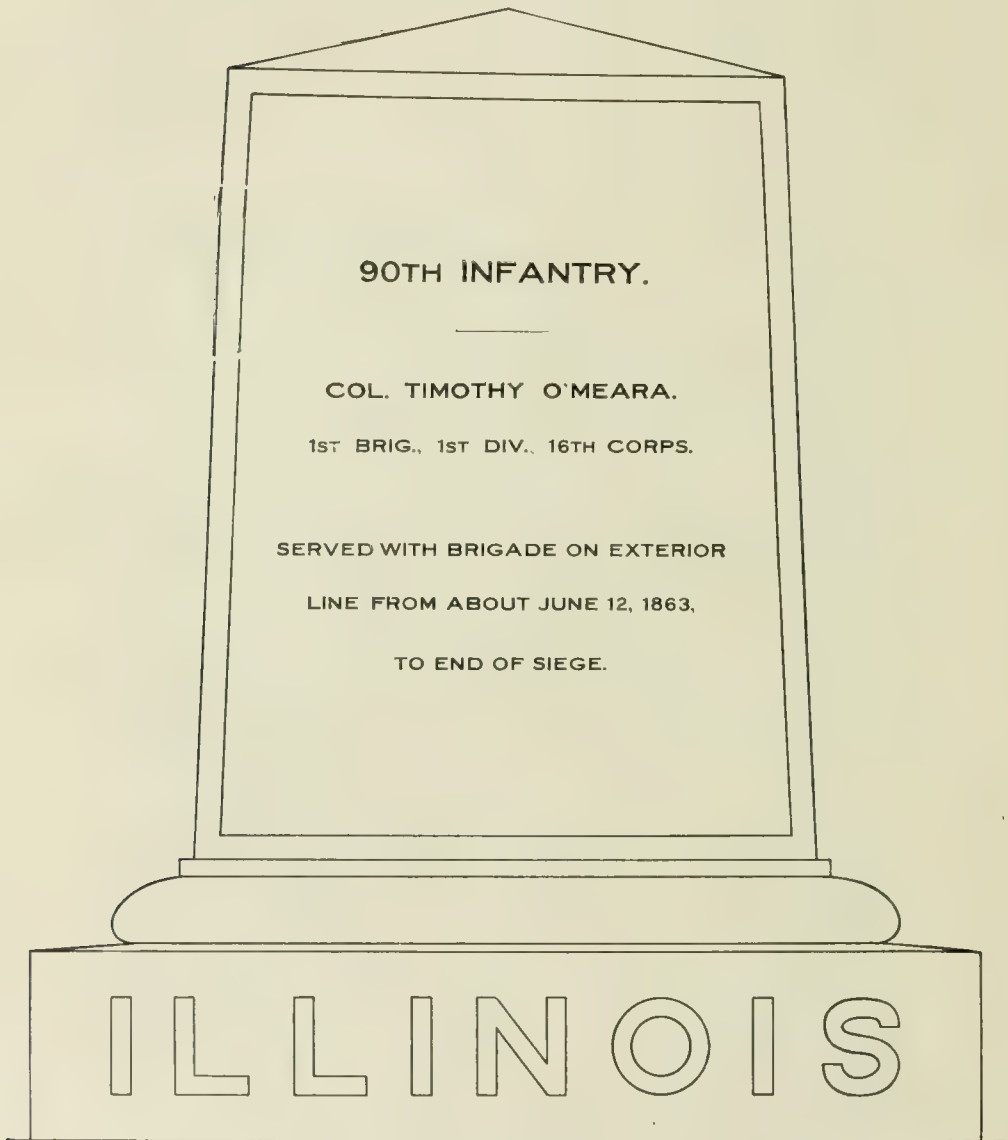 90TH INFANTRY.
COL. TIMOTHY O'MEARA.
1ST BRIG., 1ST DIV., 16TH CORPS.
SERVED WITH BRIGADE ON EXTERIOR
LINE FROM ABOUT JUNE 12, 1863,
TO END OF SIEGE.
ILLINOIS